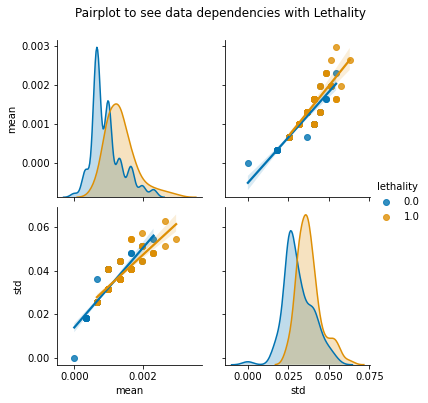 Pairplot to see data dependencies with Lethality
0.003
0.002
0.001
0.000
mean
lethality
0.0
1.0
0.06
0.04
0.02
0.00
std
0.000 0.002
mean
0.000 0.025 0.050 0.075
std